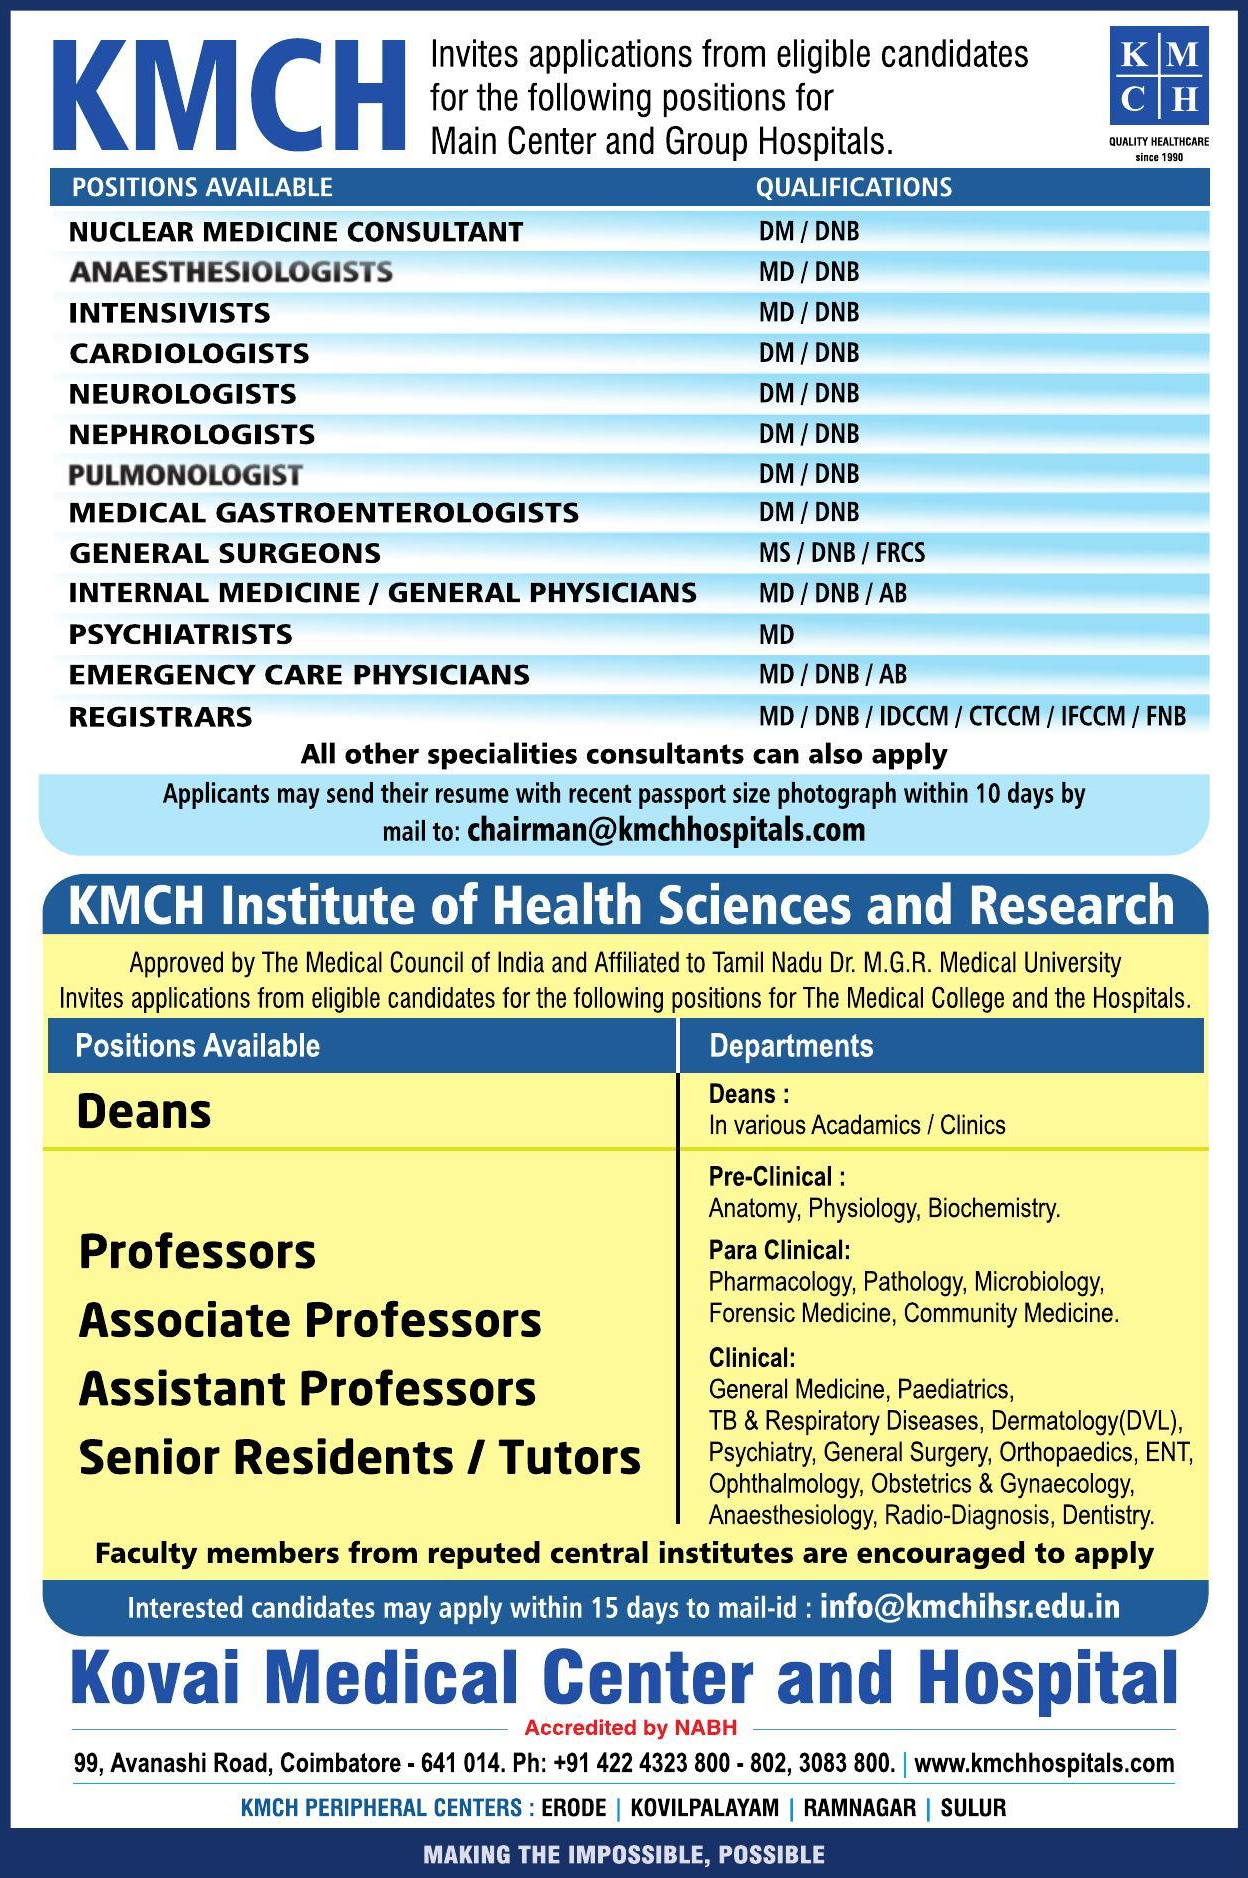 KMCH
Invites applications from eligible candidates
for the following positions for
Main Center and Group Hospitals.
K M
C H
QUALITY HEALTHCARE
since 1990
POSITIONS AVAILABLE QUALIFICATIONS
NUCLEAR MEDICINE CONSULTANT DM / DNB
ANAESTHESIOLOGISTS MD / DNB
INTENSIVISTS MD / DNB
CARDIOLOGISTS DM / DNB
NEUROLOGISTS DM / DNB
NEPHROLOGISTS DM / DNB
PULMONOLOGIST DM / DNB
MEDICAL GASTROENTEROLOGISTS DM / DNB
GENERAL SURGEONS MS / DNB / FRCS
INTERNAL MEDICINE / GENERAL PHYSICIANS MD / DNB / AB
PSYCHIATRISTS MD
EMERGENCY CARE PHYSICIANS MD / DNB / AB
REGISTRARS MD / DNB / IDCCM / CTCCM / IFCCM / FNB
All other specialities consultants can also apply
Applicants may send their resume with recent passport size photograph within 10 days by
mail to: chairman@kmchhospitals.com
KMCH Institute of Health Sciences and Research
Approved by The Medical Council of India and Affiliated to Tamil Nadu Dr. M.G.R. Medical University
Invites applications from eligible candidates for the following positions for The Medical College and the Hospitals.
Positions Available Departments
Deans
Deans :
In various Acadamics / Clinics
Professors
Associate Professors
Assistant Professors
Senior Residents / Tutors
Pre-Clinical :
Anatomy, Physiology, Biochemistry.
Para Clinical:
Pharmacology, Pathology, Microbiology,
Forensic Medicine, Community Medicine.
Clinical:
General Medicine, Paediatrics,
TB & Respiratory Diseases, Dermatology(DVL),
Psychiatry, General Surgery, Orthopaedics, ENT,
Ophthalmology, Obstetrics & Gynaecology,
Anaesthesiology, Radio-Diagnosis, Dentistry.
Faculty members from reputed central institutes are encouraged to apply
Interested candidates may apply within 15 days to mail-id : info@kmchihsr.edu.in
Kovai Medical Center and Hospital
Accredited by NABH
99, Avanashi Road, Coimbatore - 641 014. Ph: +91 422 4323 800 - 802, 3083 800. | www.kmchhospitals.com
KMCH PERIPHERAL CENTERS : ERODE | KOVILPALAYAM | RAMNAGAR | SULUR
MAKING THE IMPOSSIBLE, POSSIBLE